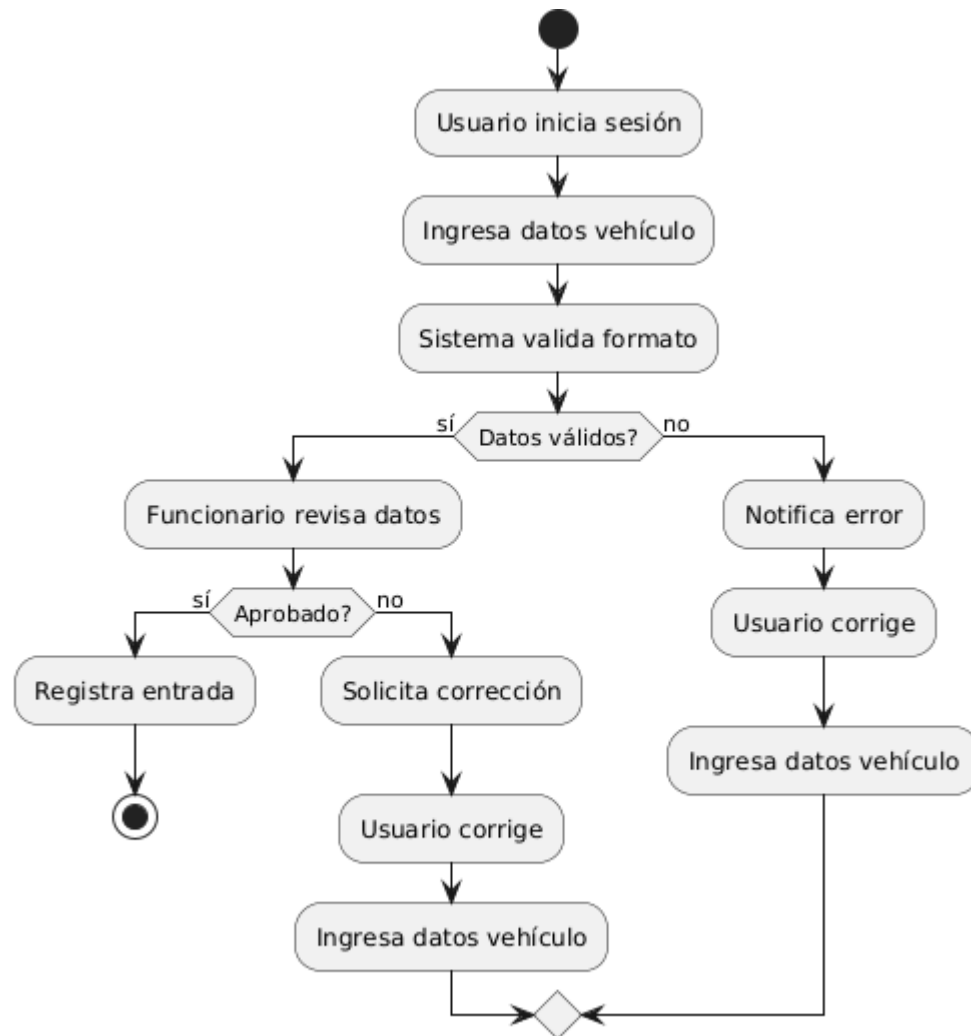 Usuario inicia sesión
Ingresa datos vehículo
Sistema valida formato
sí
Datos válidos?
no
Funcionario revisa datos
Notifica error
sí
Aprobado?
no
Usuario corrige
Registra entrada
Solicita corrección
Ingresa datos vehículo
Usuario corrige
Ingresa datos vehículo